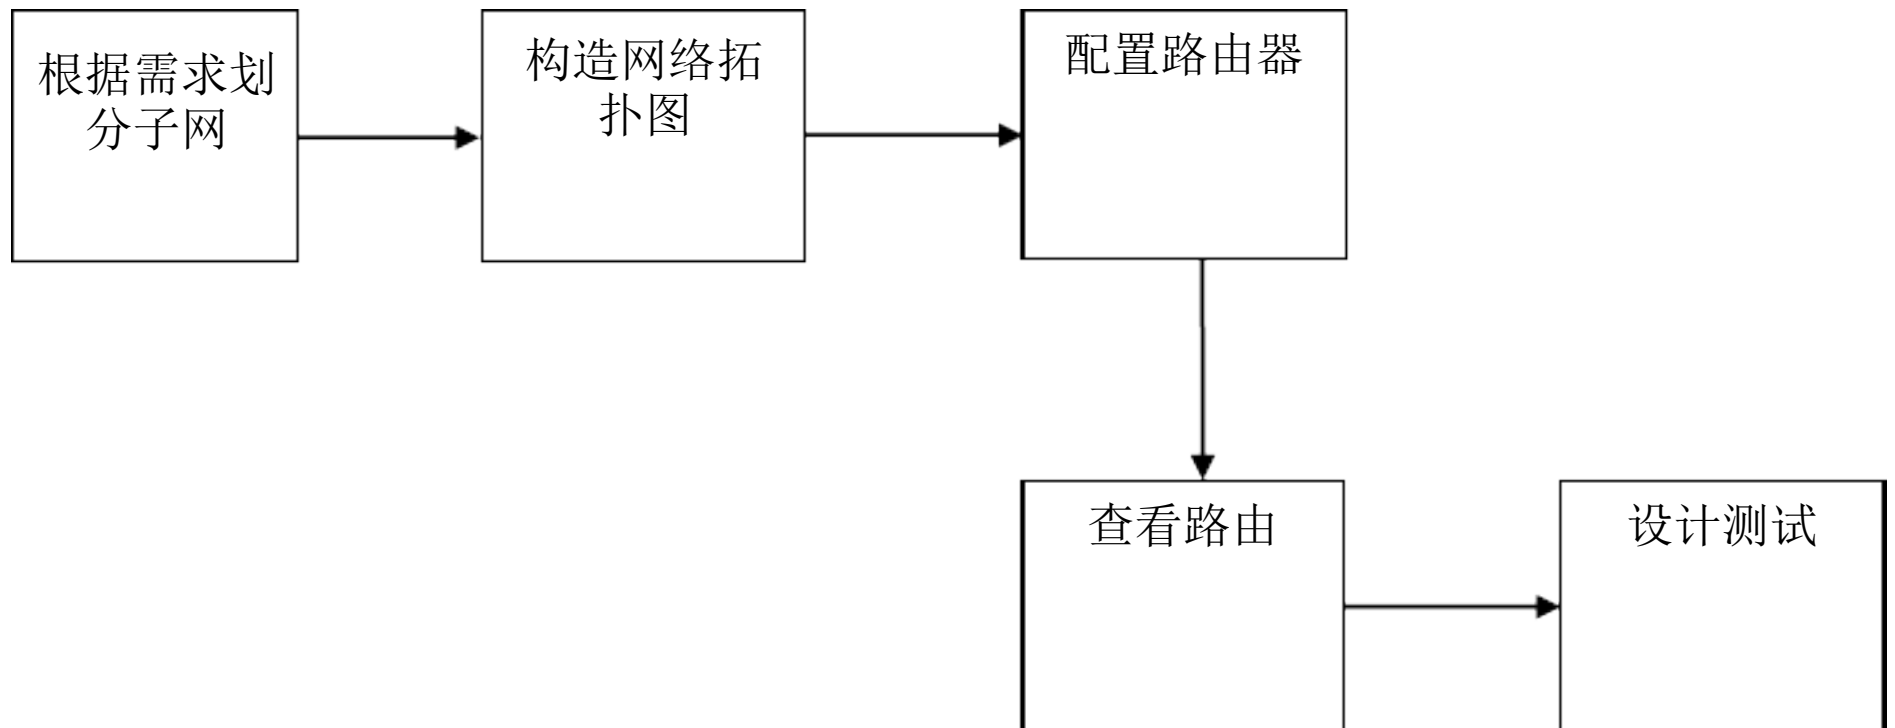 根据需求划
分子网
构造网络拓
扑图
配置路由器
查看路由
设计测试